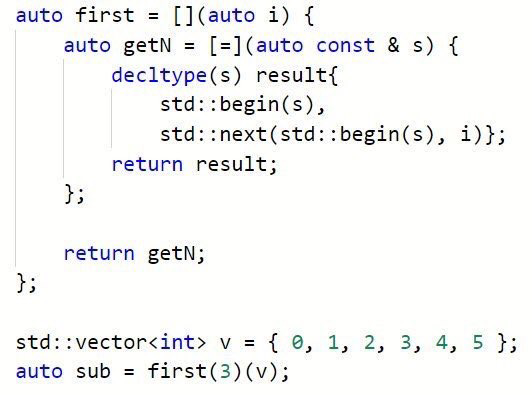 auto first = [](auto i) {
    auto getN = [=](auto const & s) {
        decltype(s) result{
            std::begin(s),
            std::next(std::begin(s), i)};
        return result;
    };

    return getN;
};

std::vector<int> v = { 0, 1, 2, 3, 4, 5 };
auto sub = first(3)(v);